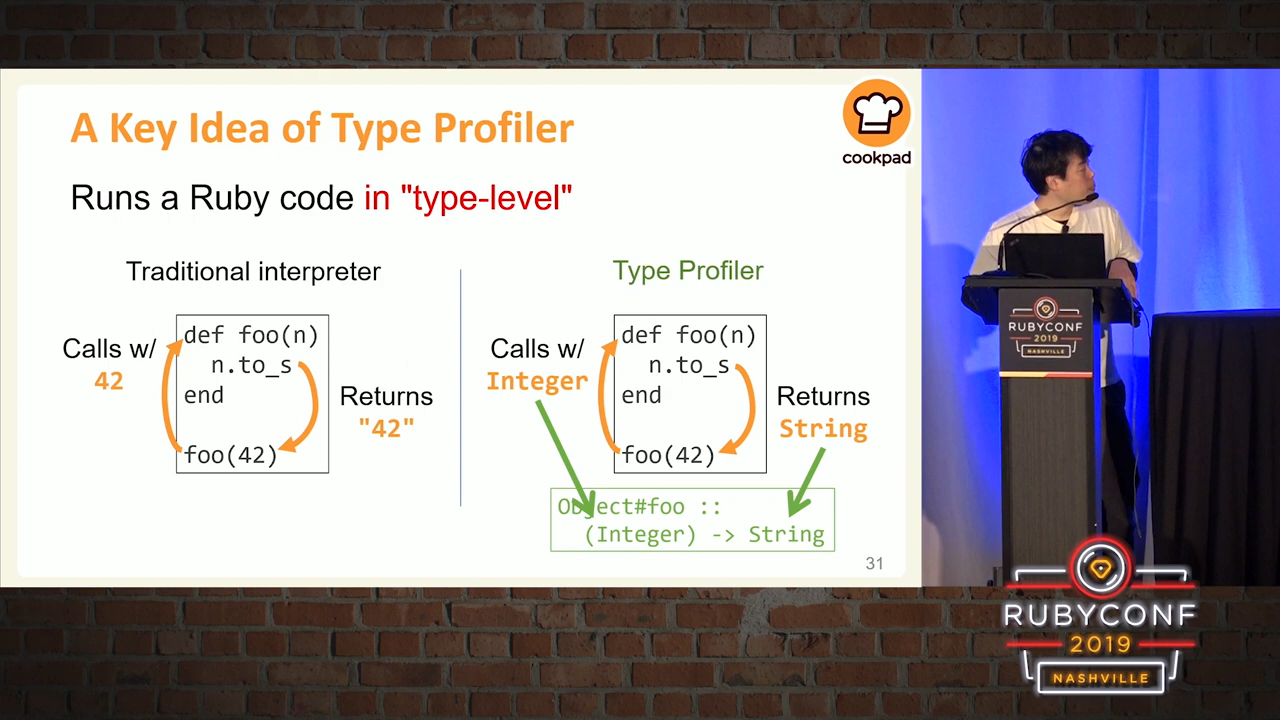 A Key Idea of Type Profiler
cookpad
Runs a Ruby code in "type-level"
Traditional interpreter
Calls w/
42
def foo(n)
n.to_s
end
foo(42)
Returns
"42"
Type Profiler
Calls w/
Integer
def foo(n)
n.to_s
end
foo(42)
Returns
String
Object#foo ::
(Integer) -> String
31
RUBYCONF
2019
NASHVILLE
RUBYCONF
2019
NASHVILLE